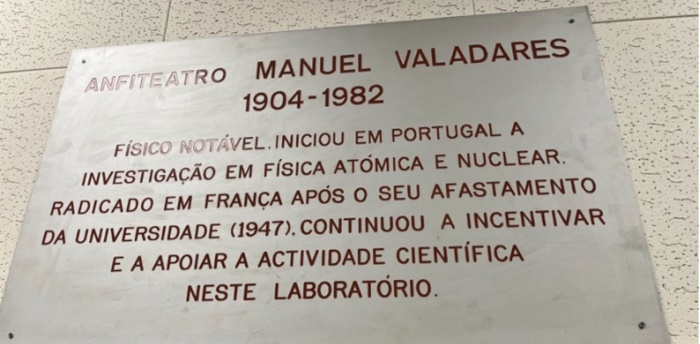 ANFITEATRO MANUEL VALADARES
1904-1982
FÍSICO NOTÁVEL. INICIOU EM PORTUGAL A
INVESTIGAÇÃO EM FÍSICA ATÓMICA E NUCLEAR.
RADICADO EM FRANÇA APÓS O SEU AFASTAMENTO
DA UNIVERSIDADE (1947), CONTINUOU A INCENTIVAR
E A APOIAR A ACTIVIDADE CIENTÍFICA
NESTE LABORATÓRIO.